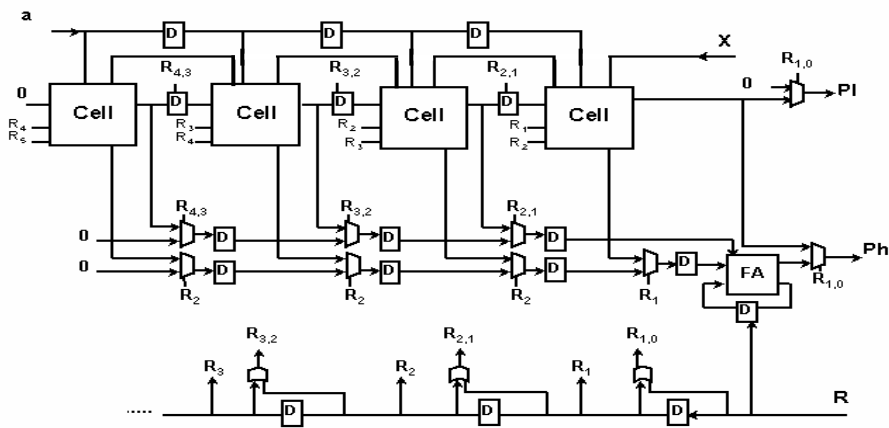 a
D D D
X
R4,3 R3,2 R2,1 R1,0
0 Cell D Cell D Cell D Cell 0 Pl
R4 R3 R2 R1
R5 R4 R3 R2
R4,3 R3,2 R2,1
0 D D D
0 D D D D FA Ph
R2 R2 R2 R1 R1,0
D
R3,2 R2,1 R1,0
R3 R2 R1
..... D D D R